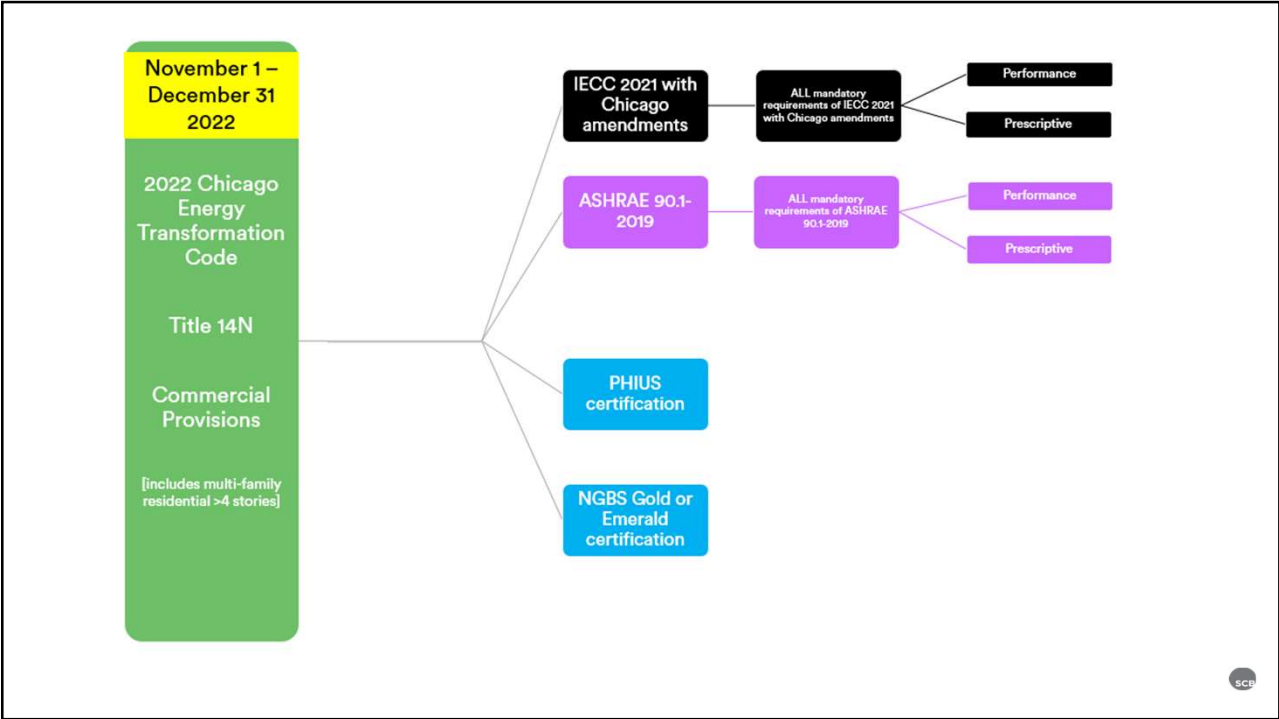 November 1 –
December 31
2022
2022 Chicago
Energy
Transformation
Code
Title 14N
Commercial
Provisions
[includes multi-family
residential >4 stories]
IECC 2021 with
Chicago
amendments
ALL mandatory
requirements of IECC 2021
with Chicago amendments
Performance
Prescriptive
ASHRAE 90.1-
2019
ALL mandatory
requirements of ASHRAE
90.1-2019
Performance
Prescriptive
PHIUS
certification
NGBS Gold or
Emerald
certification
SCB